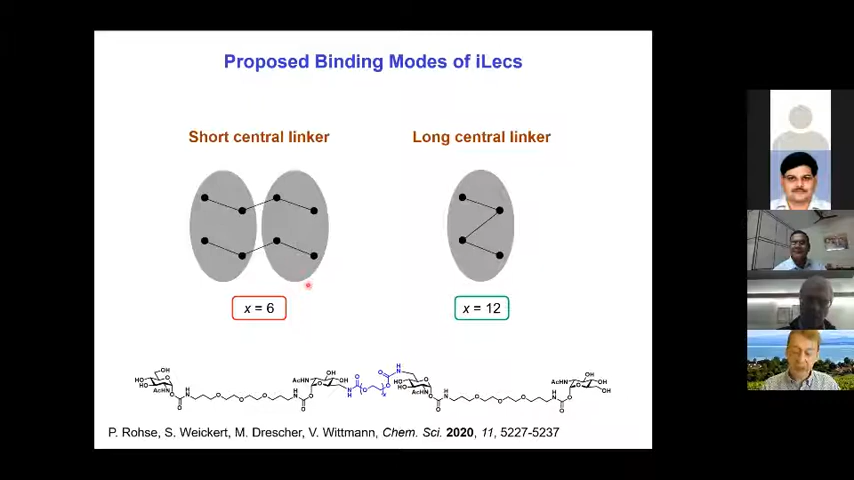 Proposed Binding Modes of iLecs
Short central linker
Long central linker
x = 6
x = 12
P. Rohse, S. Weickert, M. Drescher, V. Wittmann, Chem. Sci. 2020, 11, 5227-5237